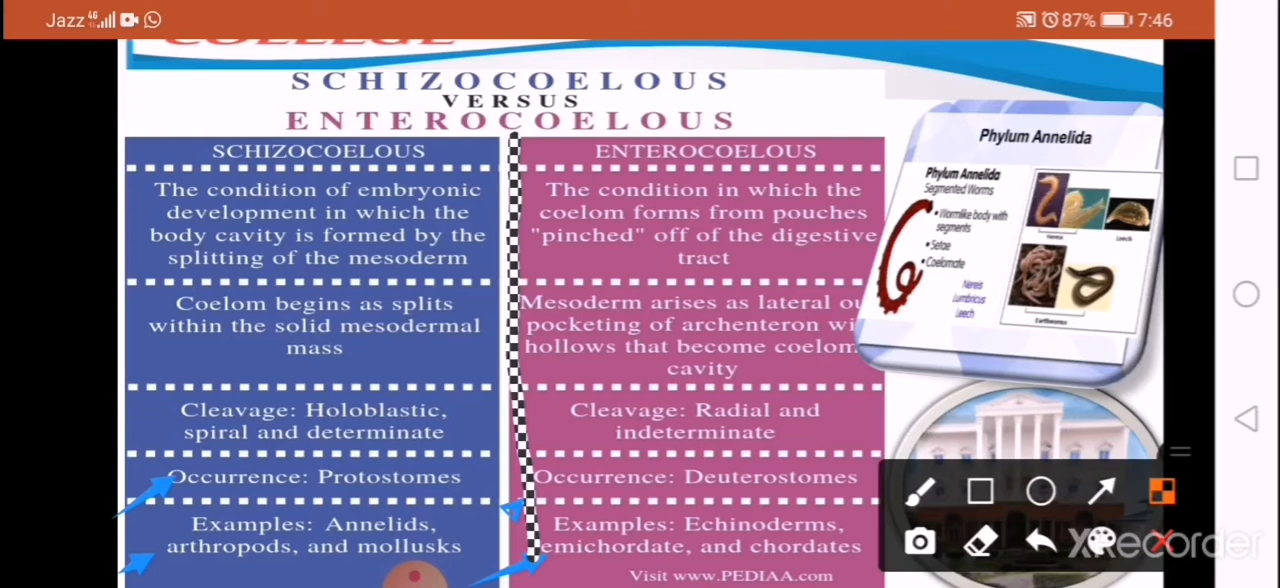 Jazz 4G 87% 7:46
COLLEGE
SCHIZOCOELOUS
VERSUS
ENTEROCOELOUS
SCHIZOCOELOUS
The condition of embryonic
development in which the
body cavity is formed by the
splitting of the mesoderm
Coelom begins as splits
within the solid mesodermal
mass
Cleavage: Holoblastic,
spiral and determinate
Occurrence: Protostomes
Examples: Annelids,
arthropods, and mollusks
ENTEROCOELOUS
The condition in which the
coelom forms from pouches
"pinched" off of the digestive
tract
Mesoderm arises as lateral ou
pocketing of archenteron wi
hollows that become coelom
cavity
Cleavage: Radial and
indeterminate
Occurrence: Deuterostomes
Examples: Echinoderms,
emichordate, and chordates
Visit www.PEDIAA.com
Phylum Annelida
Phylum Annelida
Segmented Worms
• Wormlike body with
segments
• Setae
• Coelomate
Nereis
Lumbricus
Leech
Nereis
Leech
Earthworms
XRecorder